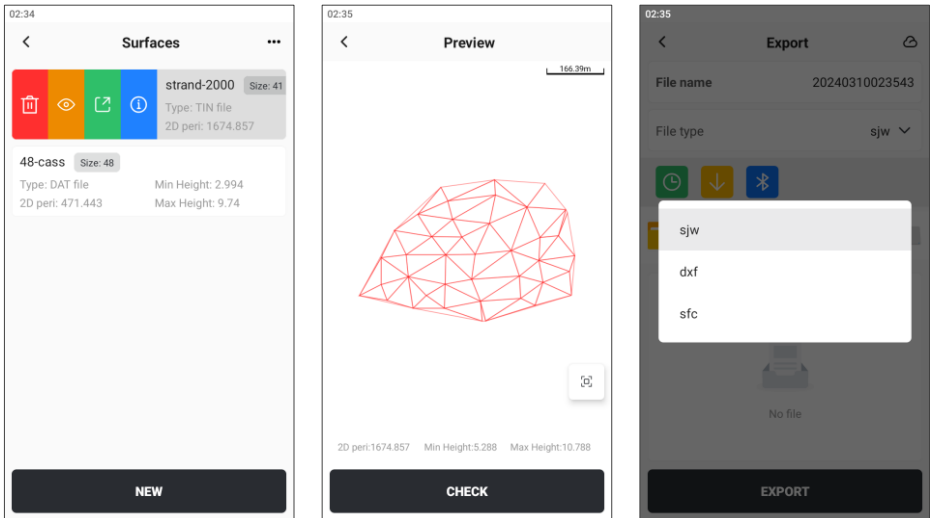 02:34
Surfaces
strand-2000 Size: 41
Type: TIN file
2D peri: 1674.857
48-cass Size: 48
Type: DAT file Min Height: 2.994
2D peri: 471.443 Max Height: 9.74
NEW
02:35
Preview
166.39m
2D peri:1674.857 Min Height:5.288 Max Height:10.788
CHECK
02:35
Export
File name 20240310023543
File type sjw
sjw
dxf
sfc
No file
EXPORT